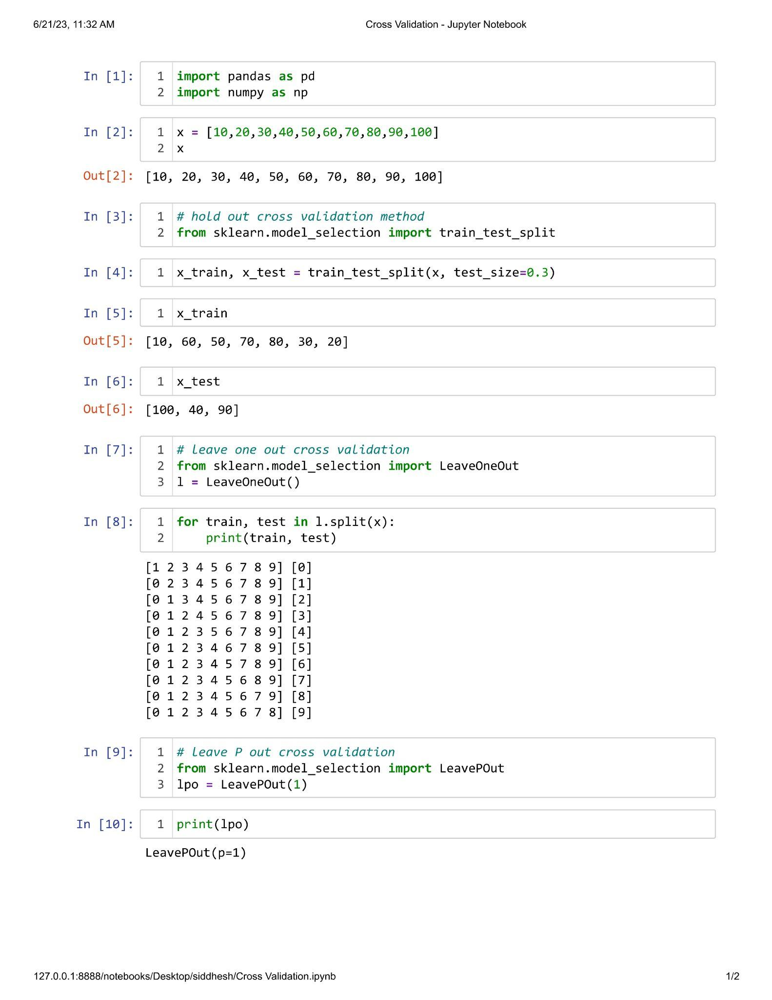 6/21/23, 11:32 AM Cross Validation - Jupyter Notebook
In [1]: 1 import pandas as pd
2 import numpy as np
In [2]: 1 x = [10,20,30,40,50,60,70,80,90,100]
2 x
Out[2]: [10, 20, 30, 40, 50, 60, 70, 80, 90, 100]
In [3]: 1 # hold out cross validation method
2 from sklearn.model_selection import train_test_split
In [4]: 1 x_train, x_test = train_test_split(x, test_size=0.3)
In [5]: 1 x_train
Out[5]: [10, 60, 50, 70, 80, 30, 20]
In [6]: 1 x_test
Out[6]: [100, 40, 90]
In [7]: 1 # leave one out cross validation
2 from sklearn.model_selection import LeaveOneOut
3 l = LeaveOneOut()
In [8]: 1 for train, test in l.split(x):
2     print(train, test)
[1 2 3 4 5 6 7 8 9] [0]
[0 2 3 4 5 6 7 8 9] [1]
[0 1 3 4 5 6 7 8 9] [2]
[0 1 2 4 5 6 7 8 9] [3]
[0 1 2 3 5 6 7 8 9] [4]
[0 1 2 3 4 6 7 8 9] [5]
[0 1 2 3 4 5 7 8 9] [6]
[0 1 2 3 4 5 6 8 9] [7]
[0 1 2 3 4 5 6 7 9] [8]
[0 1 2 3 4 5 6 7 8] [9]
In [9]: 1 # leave P out cross validation
2 from sklearn.model_selection import LeavePOut
3 lpo = LeavePOut(1)
In [10]: 1 print(lpo)
LeavePOut(p=1)
127.0.0.1:8888/notebooks/Desktop/siddhesh/Cross Validation.ipynb 1/2